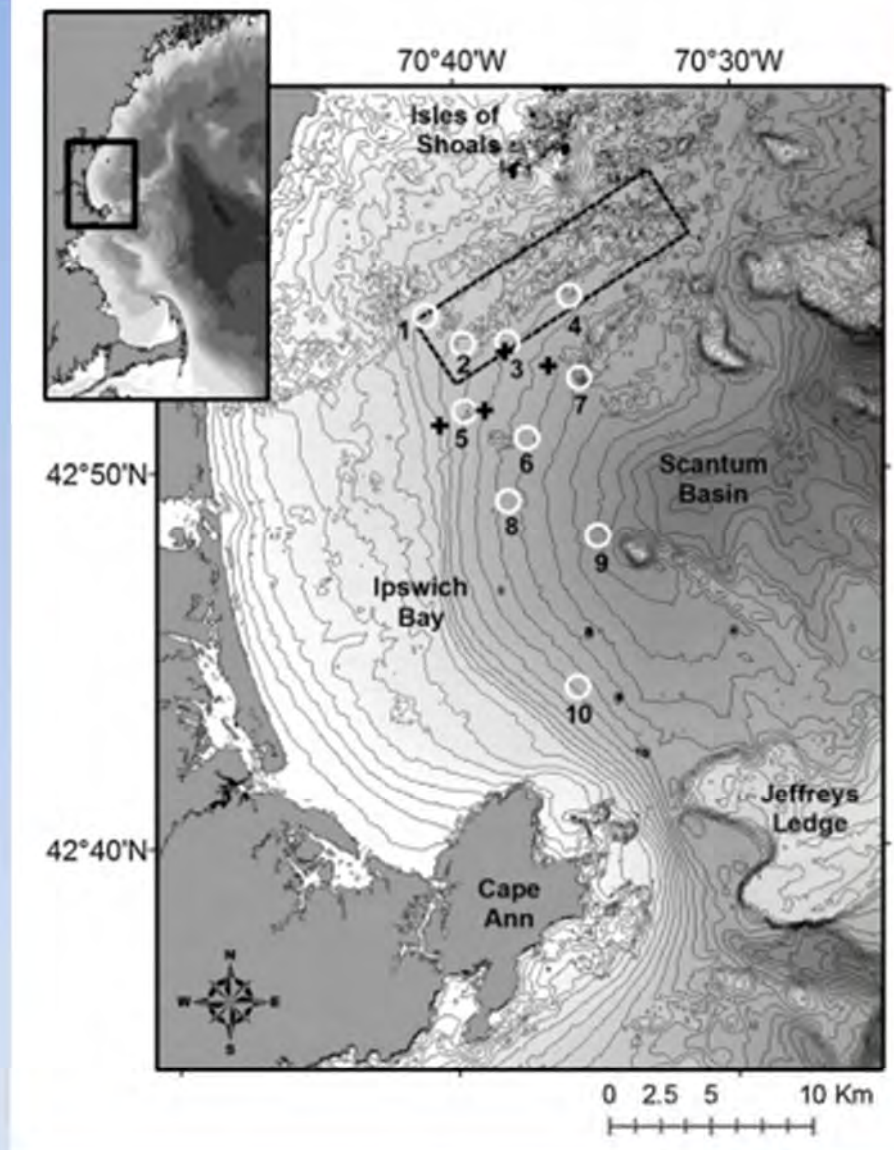 70°40'W
70°30'W
Isles of
Shoals
1
2
3
4
5
6
7
8
9
10
42°50'N
Scantum
Basin
Ipswich
Bay
Jeffreys
Ledge
42°40'N
Cape
Ann
N
W
E
S
0 2.5 5 10 Km